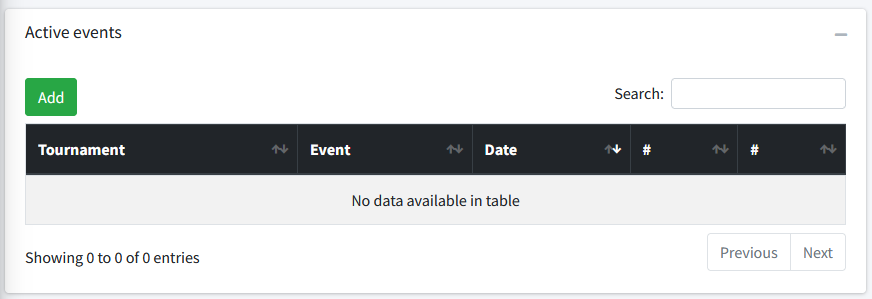 Active events
Add
Search:
Tournament Event Date # #
No data available in table
Showing 0 to 0 of 0 entries
Previous Next